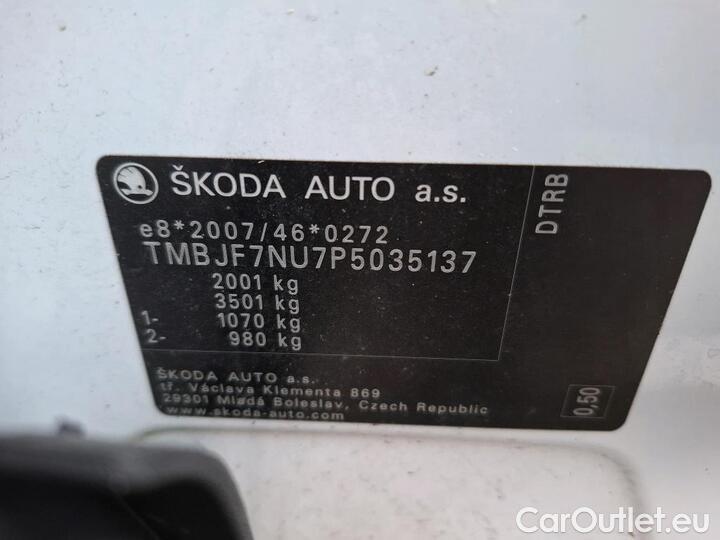 ŠKODA AUTO a.s.
e8*2007/46*0272
TMBJF7NU7P5035137
2001 kg
3501 kg
1- 1070 kg
2- 980 kg
DTRB
ŠKODA AUTO a.s.
tř. Václava Klementa 869
29301 Mladá Boleslav, Czech Republic
www.skoda-auto.com
0,50
CarOutlet.eu